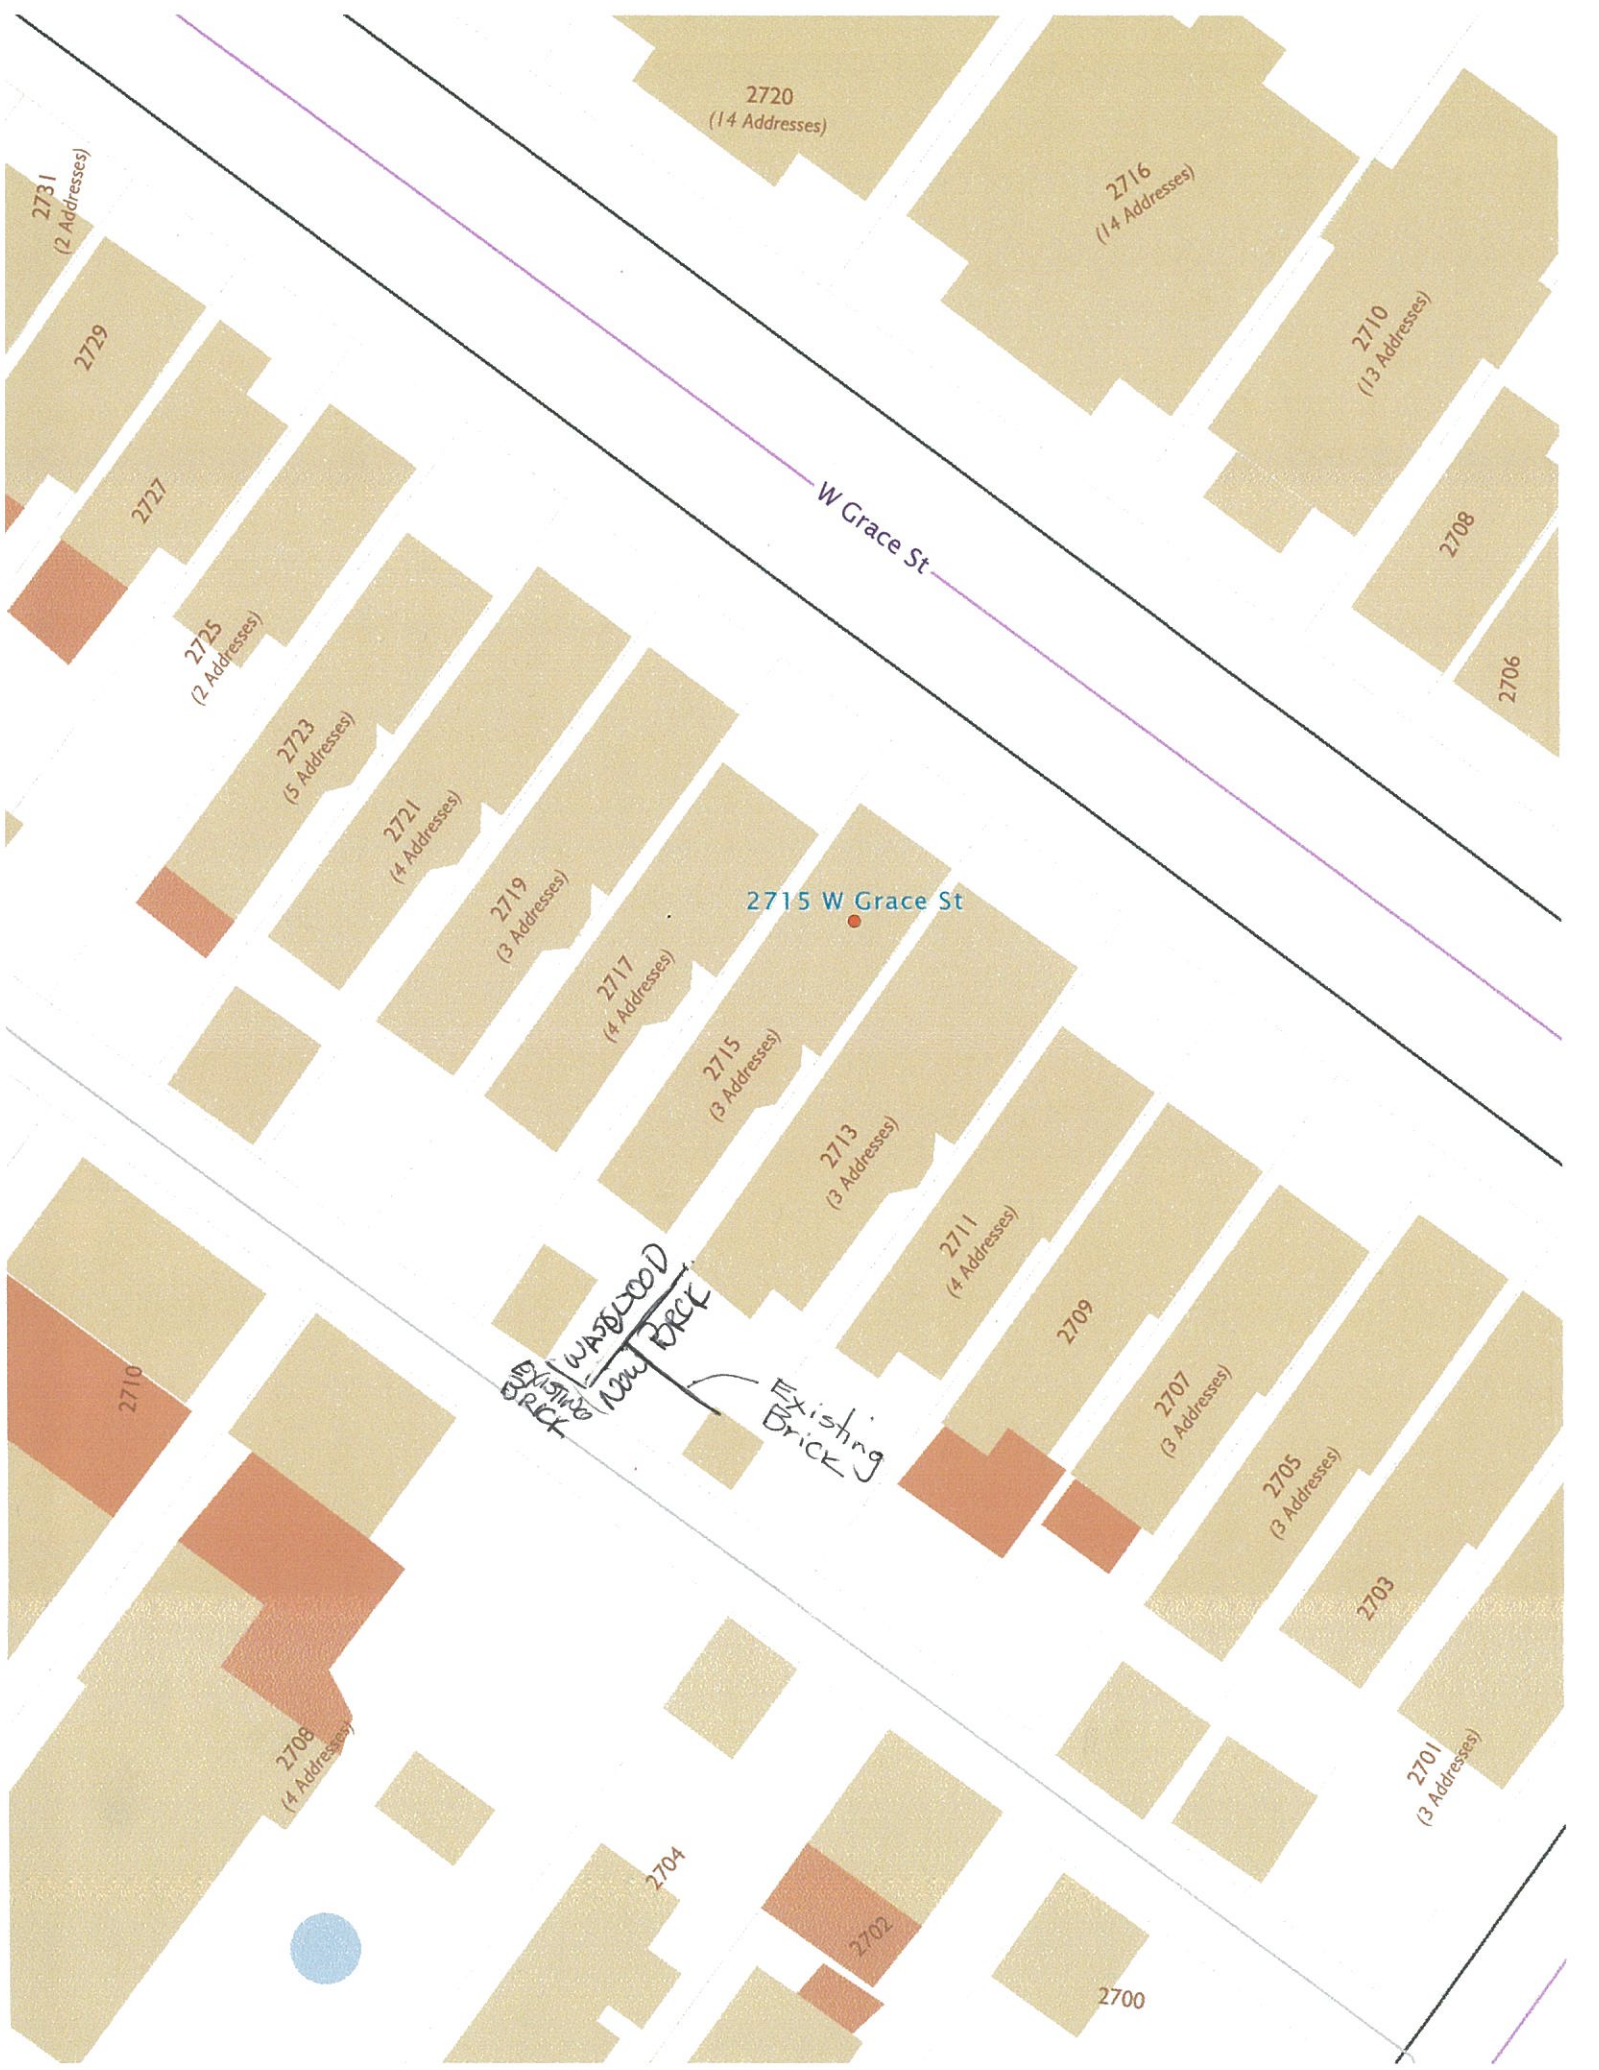 2720
(14 Addresses)
2716
(14 Addresses)
2731
(2 Addresses)
2710
(13 Addresses)
2729
2727
W Grace St
2708
2706
2725
(2 Addresses)
2723
(5 Addresses)
2721
(4 Addresses)
2719
(3 Addresses)
2715 W Grace St
2717
(4 Addresses)
2715
(3 Addresses)
2713
(3 Addresses)
2711
(4 Addresses)
2709
2707
(3 Addresses)
2705
(3 Addresses)
2703
2701
(3 Addresses)
WAS WOOD
NOW BRICK
EXISTING
BRICK
Existing
Brick
2710
2708
(4 Addresses)
2704
2702
2700